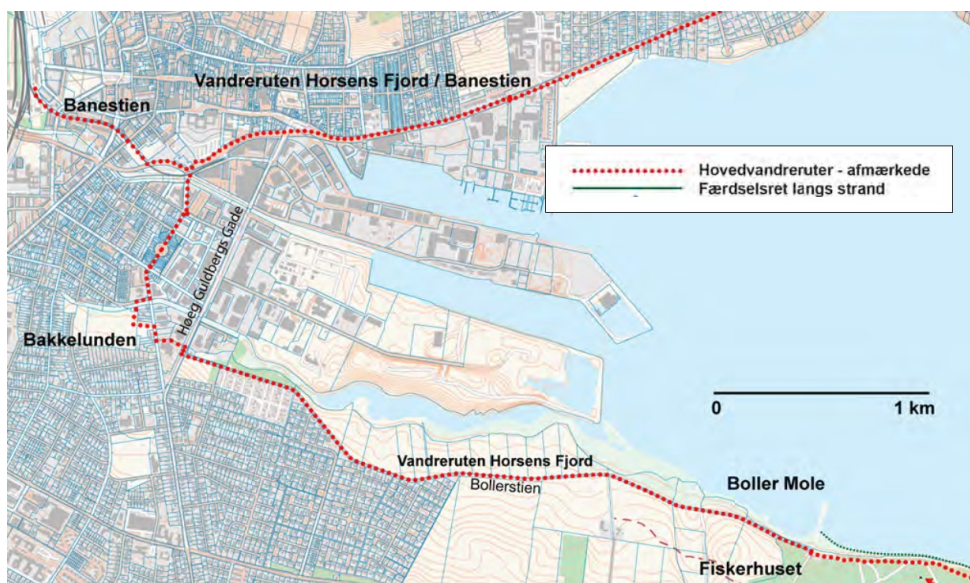 Vandreruten Horsens Fjord / Banestien
Banestien
Hovedvandreruter - afmærkede
Færdselsret langs strand
Høeg Guldbergs Gade
Bakkelunden
0 1 km
Vandreruten Horsens Fjord
Bollerstien
Boller Mole
Fiskerhuset